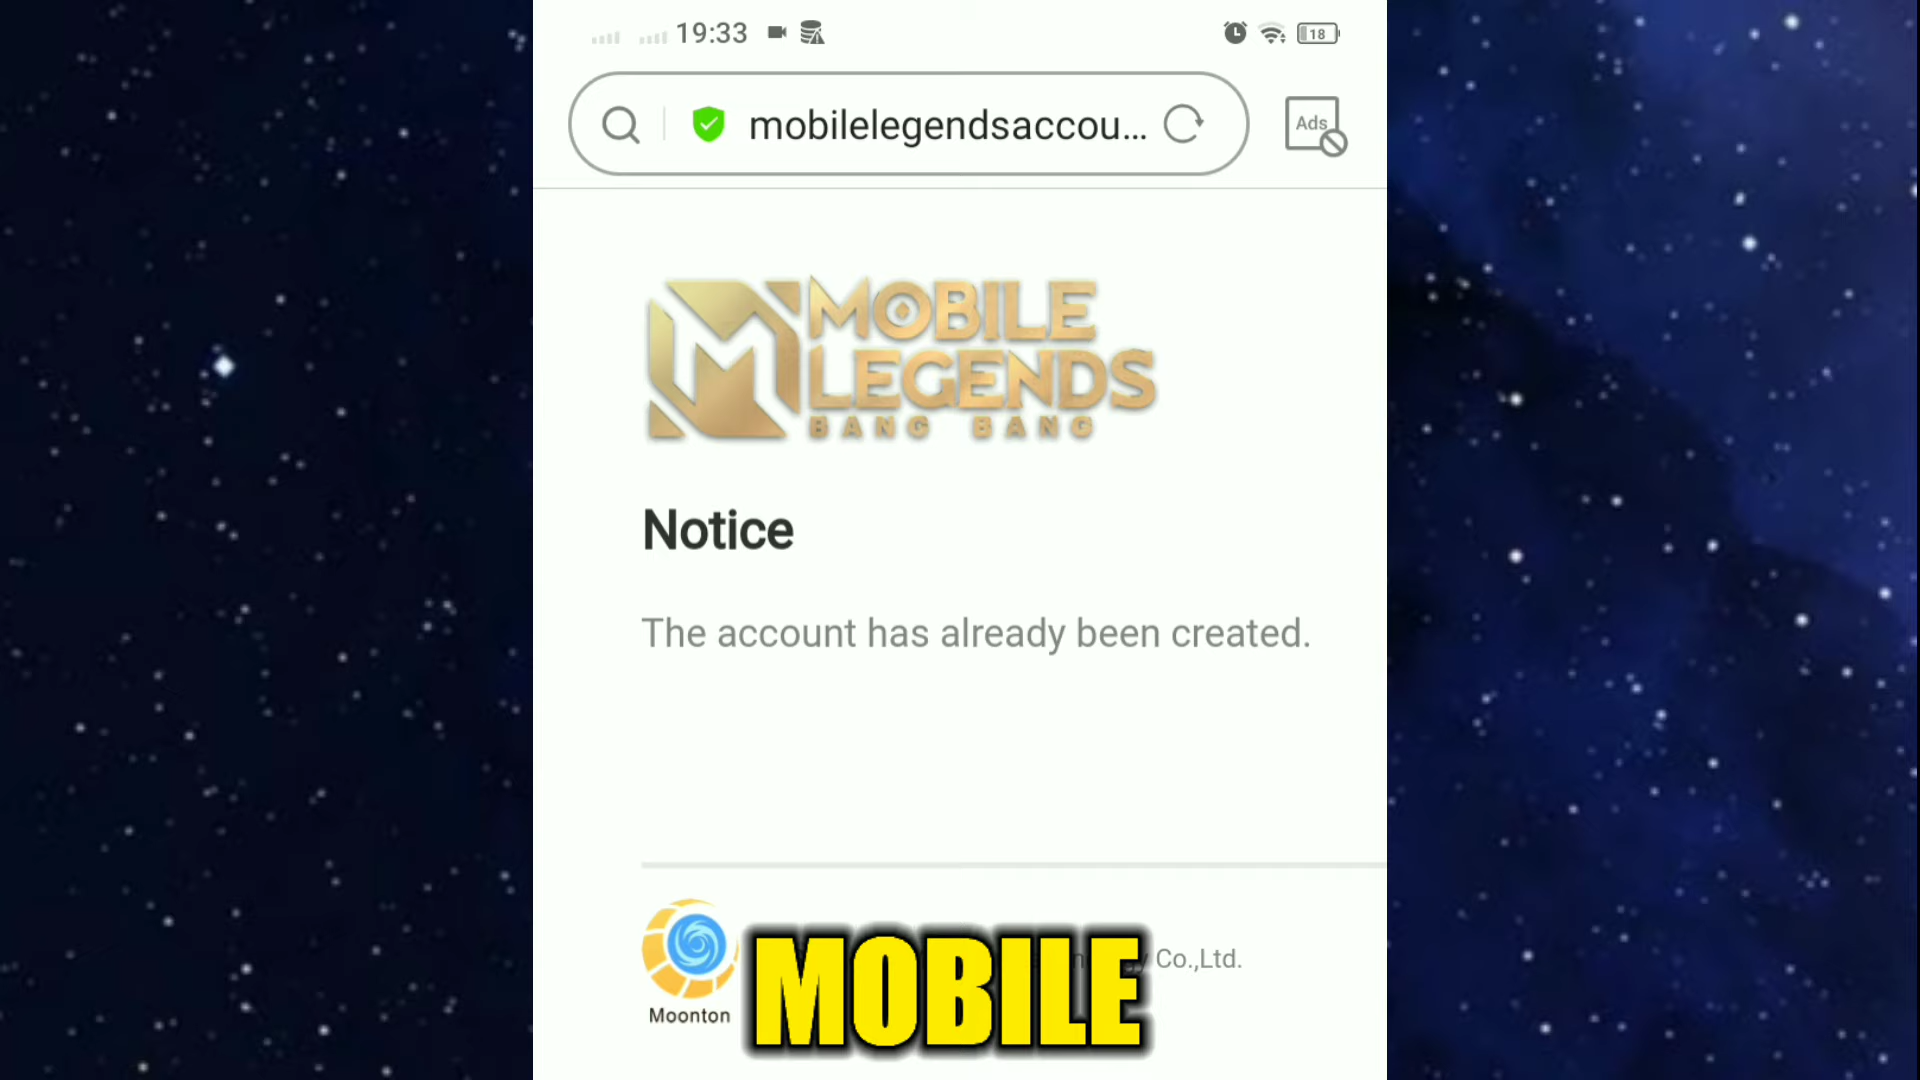 19:33
18
mobilelegendsaccou...
Ads
MOBILE
LEGENDS
BANG BANG
Notice
The account has already been created.
Co.,Ltd.
Moonton
MOBILE